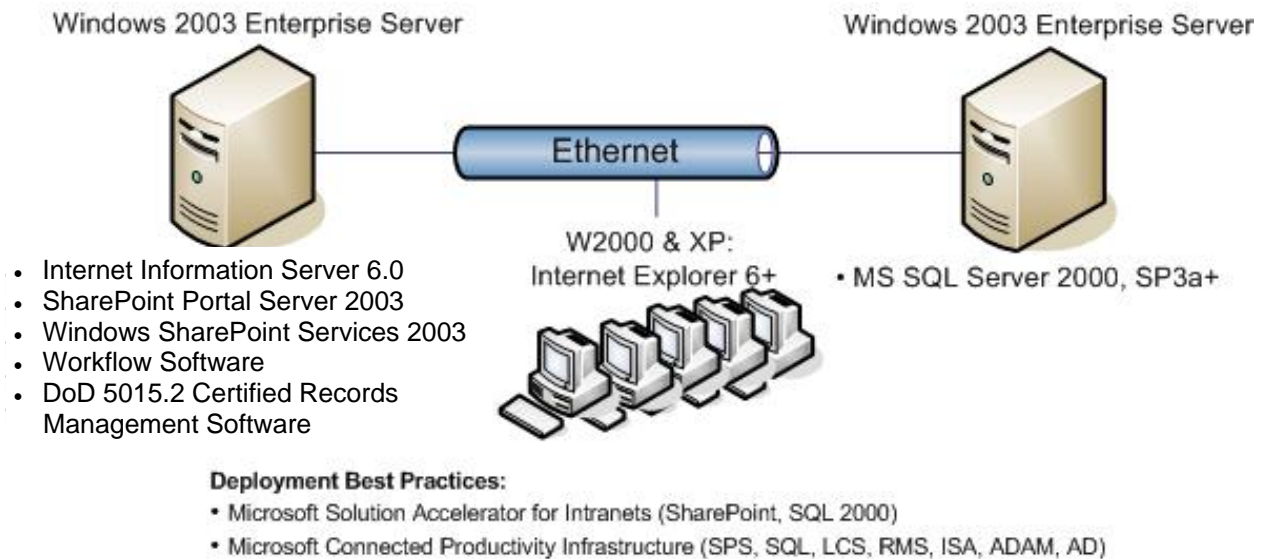 Windows 2003 Enterprise Server
Windows 2003 Enterprise Server
Ethernet
W2000 & XP:
Internet Explorer 6+
• Internet Information Server 6.0
• SharePoint Portal Server 2003
• Windows SharePoint Services 2003
• Workflow Software
• DoD 5015.2 Certified Records
Management Software
• MS SQL Server 2000, SP3a+
Deployment Best Practices:
• Microsoft Solution Accelerator for Intranets (SharePoint, SQL 2000)
• Microsoft Connected Productivity Infrastructure (SPS, SQL, LCS, RMS, ISA, ADAM, AD)